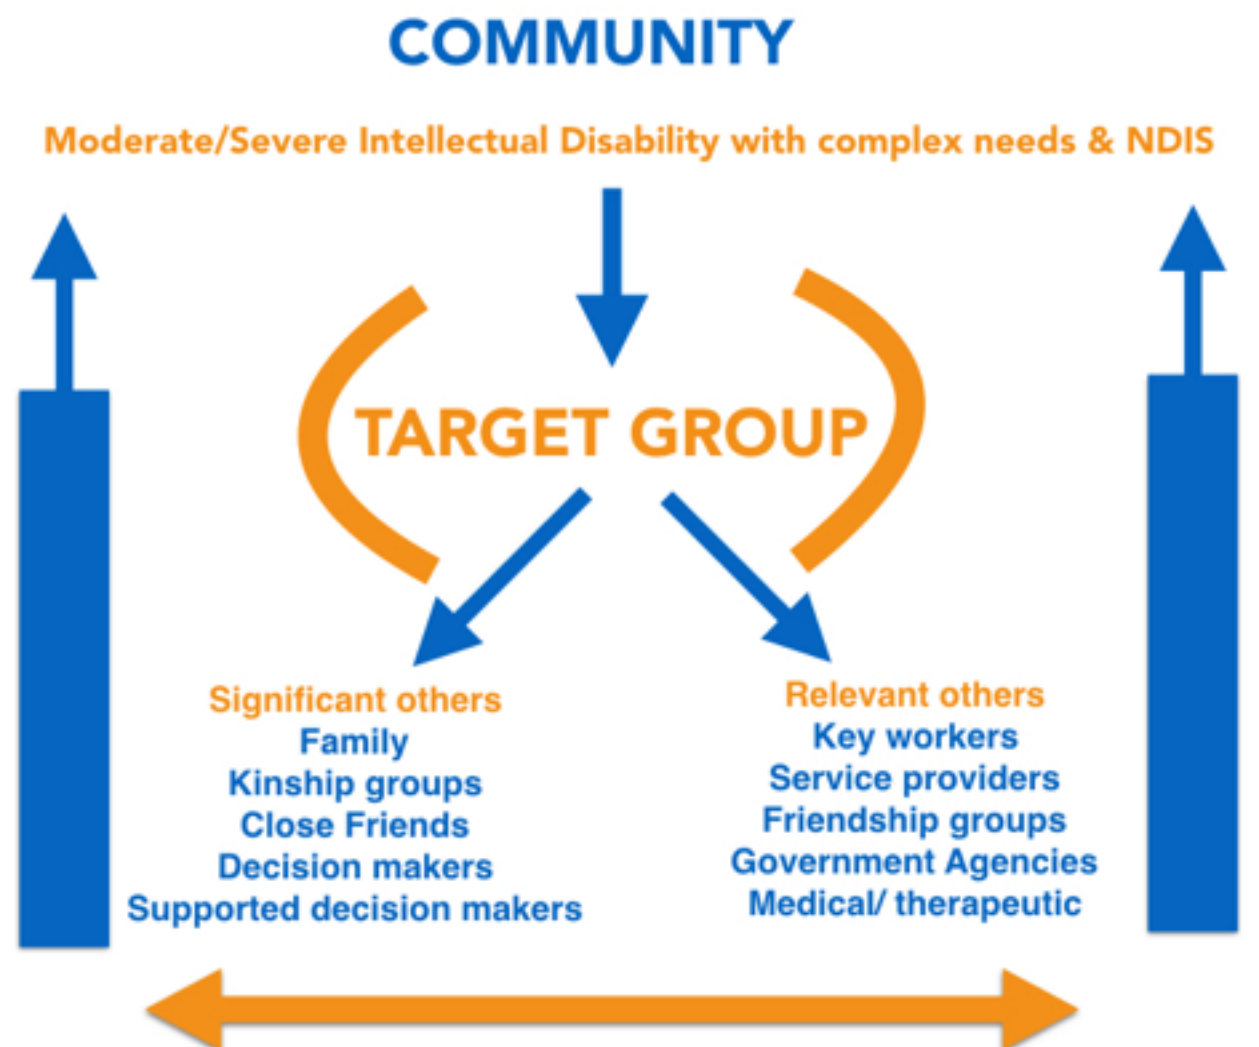 COMMUNITY
Moderate/Severe Intellectual Disability with complex needs & NDIS
TARGET GROUP
Significant others
Family
Kinship groups
Close Friends
Decision makers
Supported decision makers
Relevant others
Key workers
Service providers
Friendship groups
Government Agencies
Medical/ therapeutic